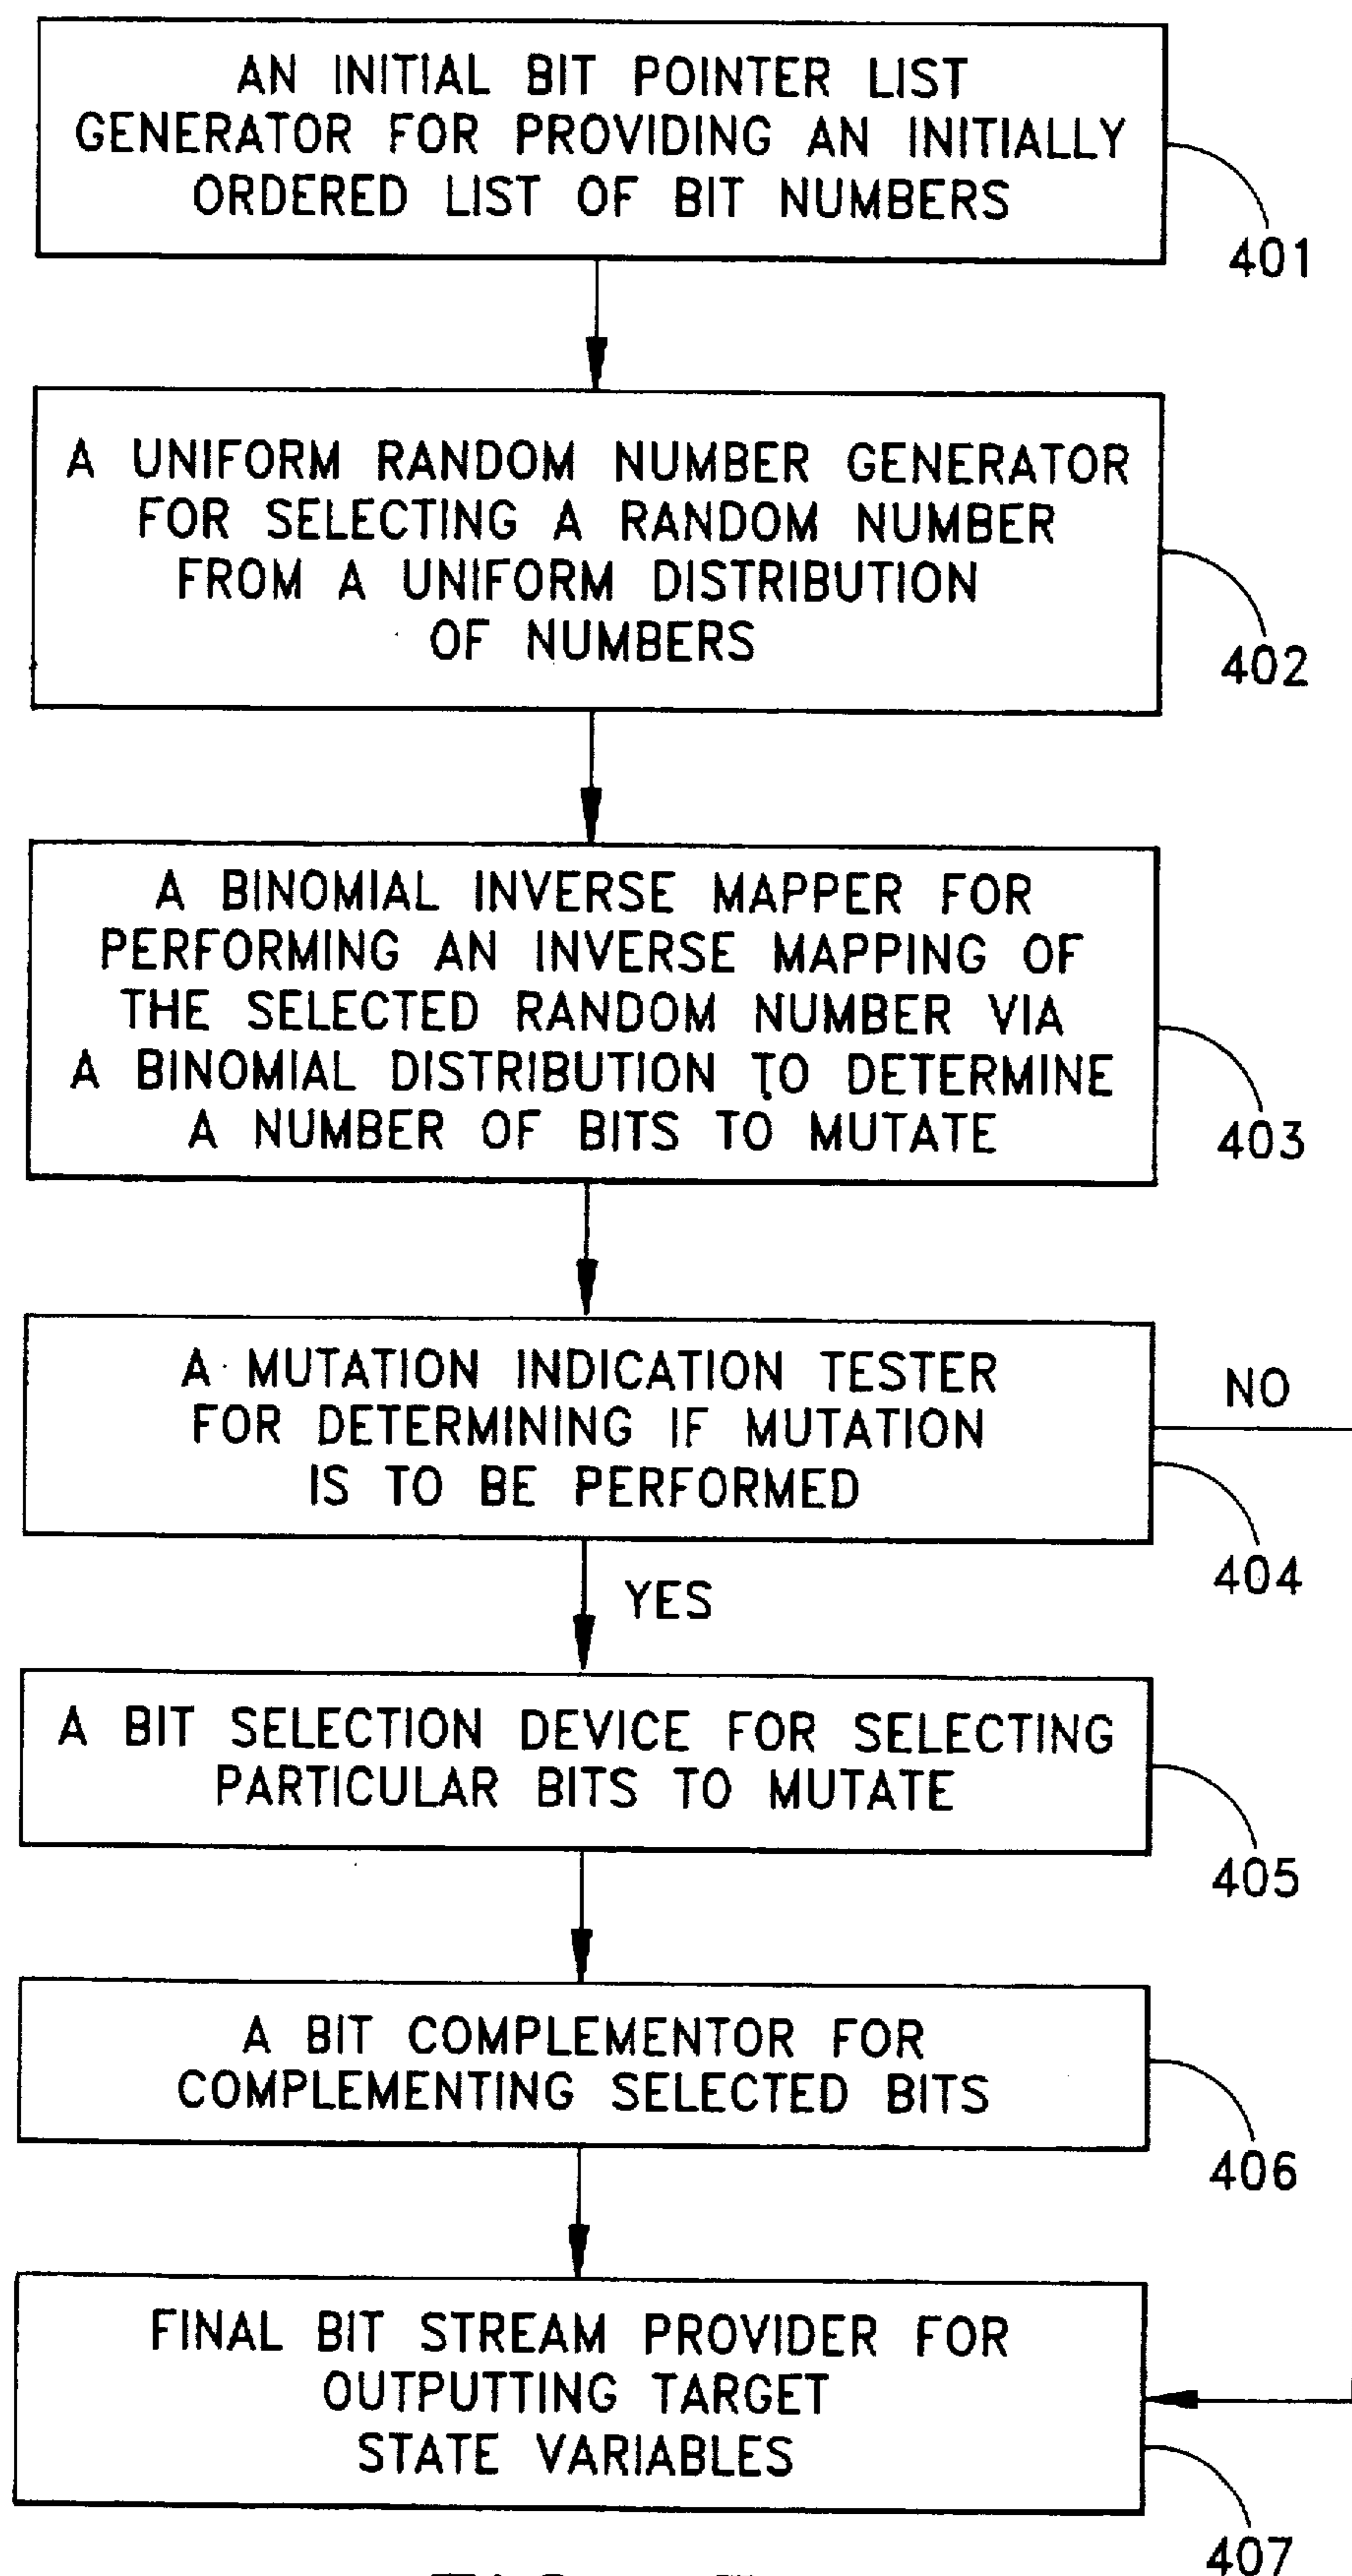 AN INITIAL BIT POINTER LIST
GENERATOR FOR PROVIDING AN INITIALLY
ORDERED LIST OF BIT NUMBERS
401
A UNIFORM RANDOM NUMBER GENERATOR
FOR SELECTING A RANDOM NUMBER
FROM A UNIFORM DISTRIBUTION
OF NUMBERS
402
A BINOMIAL INVERSE MAPPER FOR
PERFORMING AN INVERSE MAPPING OF
THE SELECTED RANDOM NUMBER VIA
A BINOMIAL DISTRIBUTION TO DETERMINE
A NUMBER OF BITS TO MUTATE
403
A MUTATION INDICATION TESTER
FOR DETERMINING IF MUTATION
IS TO BE PERFORMED
NO
404
YES
A BIT SELECTION DEVICE FOR SELECTING
PARTICULAR BITS TO MUTATE
405
A BIT COMPLEMENTOR FOR
COMPLEMENTING SELECTED BITS
406
FINAL BIT STREAM PROVIDER FOR
OUTPUTTING TARGET
STATE VARIABLES
407